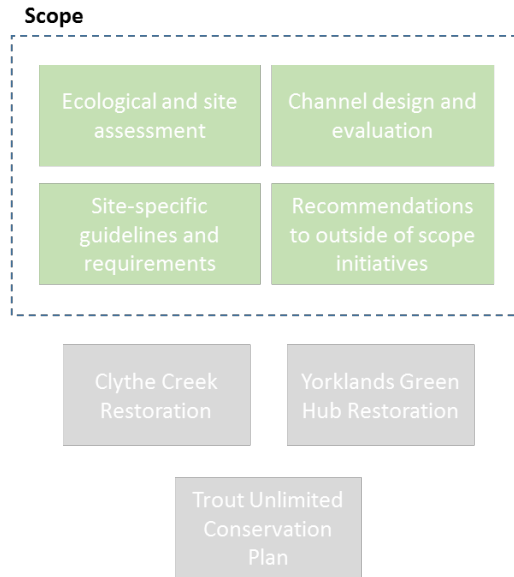 Scope
Ecological and site
assessment
Channel design and
evaluation
Site-specific
guidelines and
requirements
Recommendations
to outside of scope
initiatives
Clythe Creek
Restoration
Yorklands Green
Hub Restoration
Trout Unlimited
Conservation
Plan